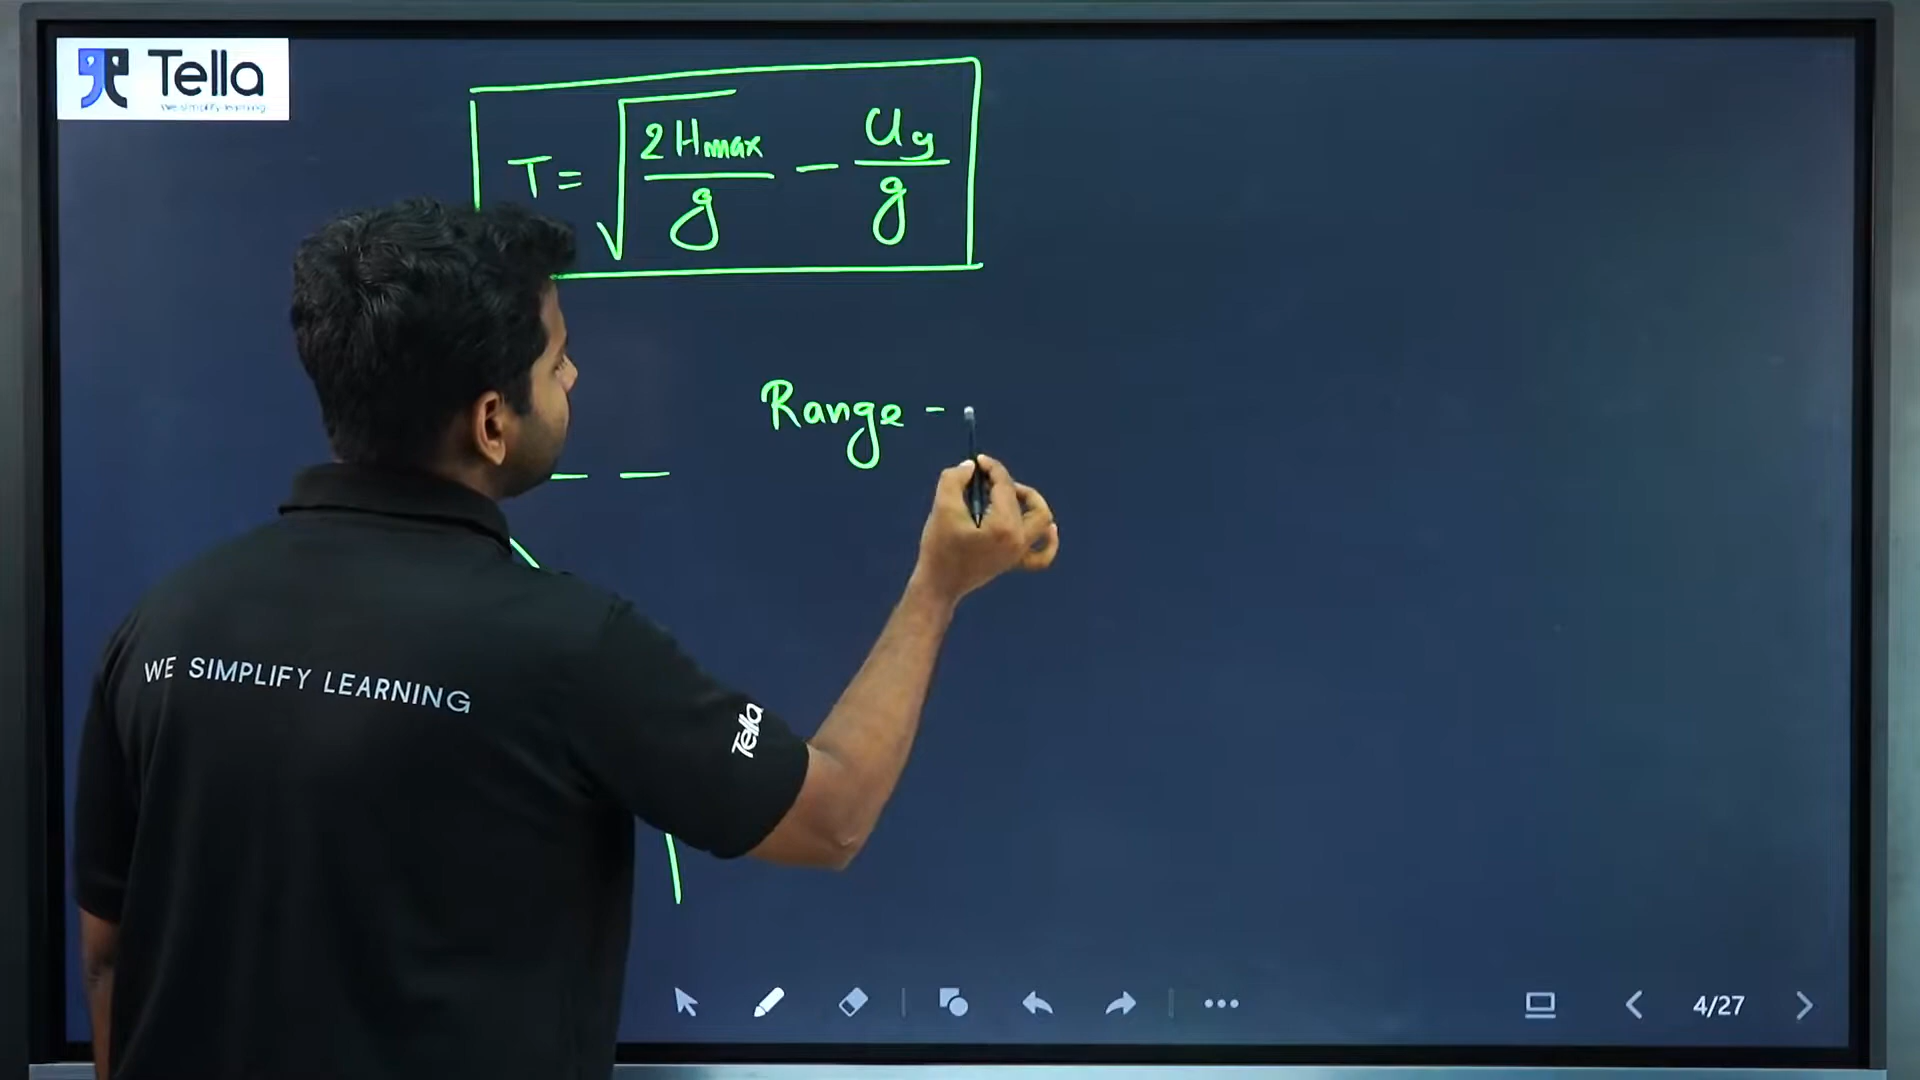 Tella
We simplify learning
T = √(2Hmax/g) - Uy/g
Range -
WE SIMPLIFY LEARNING
Tella
4/27